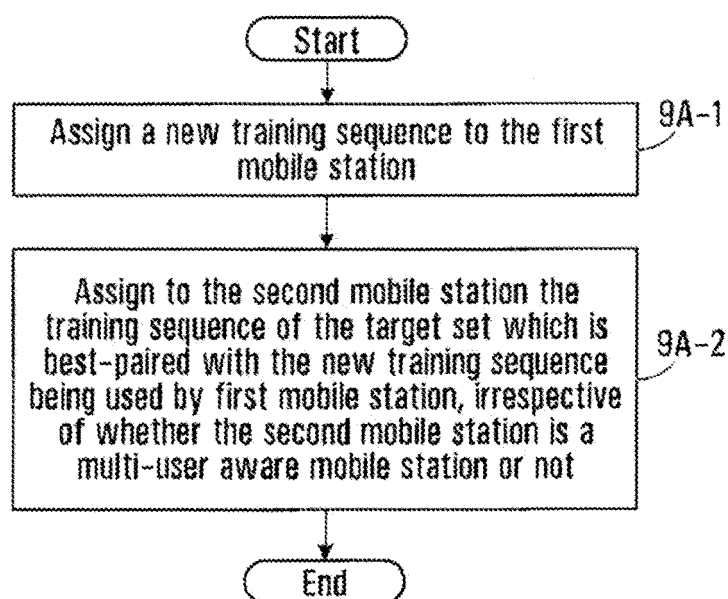 Start
Assign a new training sequence to the first
mobile station
9A-1
Assign to the second mobile station the
training sequence of the target set which is
best-paired with the new training sequence
being used by first mobile station, irrespective
of whether the second mobile station is a
multi-user aware mobile station or not
9A-2
End